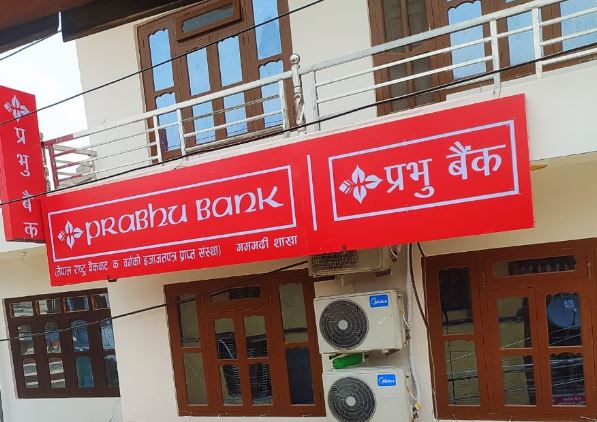 प्रभु बैंक
PRABHU BANK
प्रभु बैंक
(नेपाल राष्ट्र बैंकबाट क वर्गको इजाजतपत्र प्राप्त संस्था) गमगढी शाखा
Midea
Midea